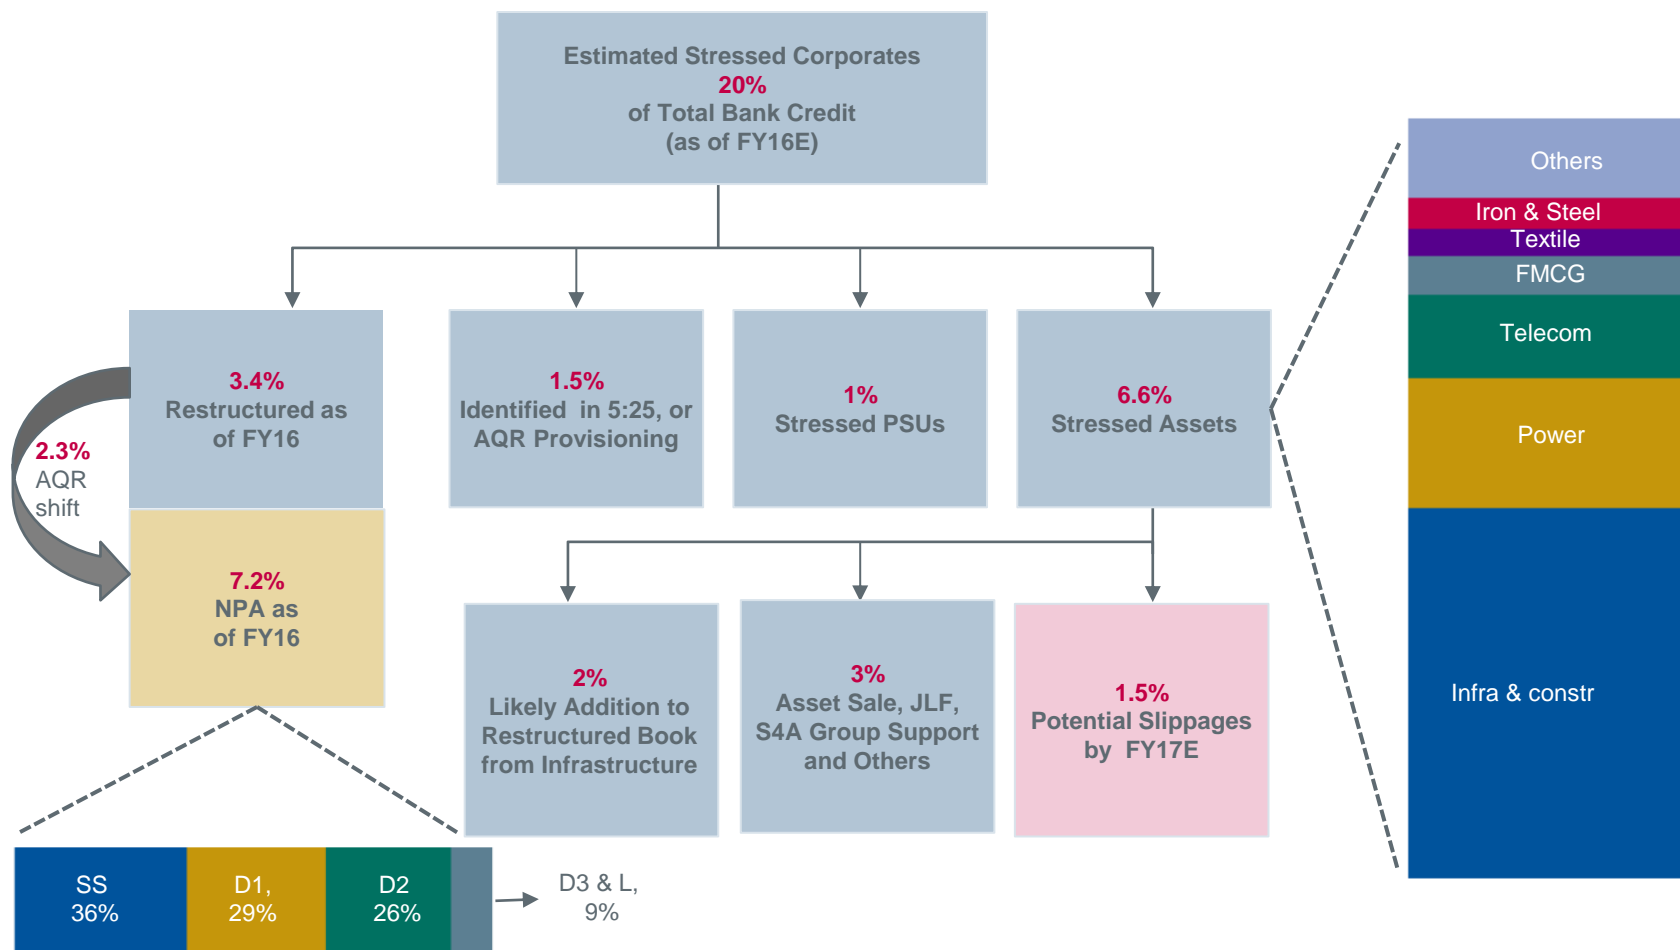 Estimated Stressed Corporates
20%
of Total Bank Credit
(as of FY16E)
3.4%
Restructured as
of FY16
1.5%
Identified in 5:25, or
AQR Provisioning
1%
Stressed PSUs
6.6%
Stressed Assets
2.3%
AQR
shift
7.2%
NPA as
of FY16
2%
Likely Addition to
Restructured Book
from Infrastructure
3%
Asset Sale, JLF,
S4A Group Support
and Others
1.5%
Potential Slippages
by FY17E
SS
36%
D1,
29%
D2
26%
D3 & L,
9%
Others
Iron & Steel
Textile
FMCG
Telecom
Power
Infra & constr